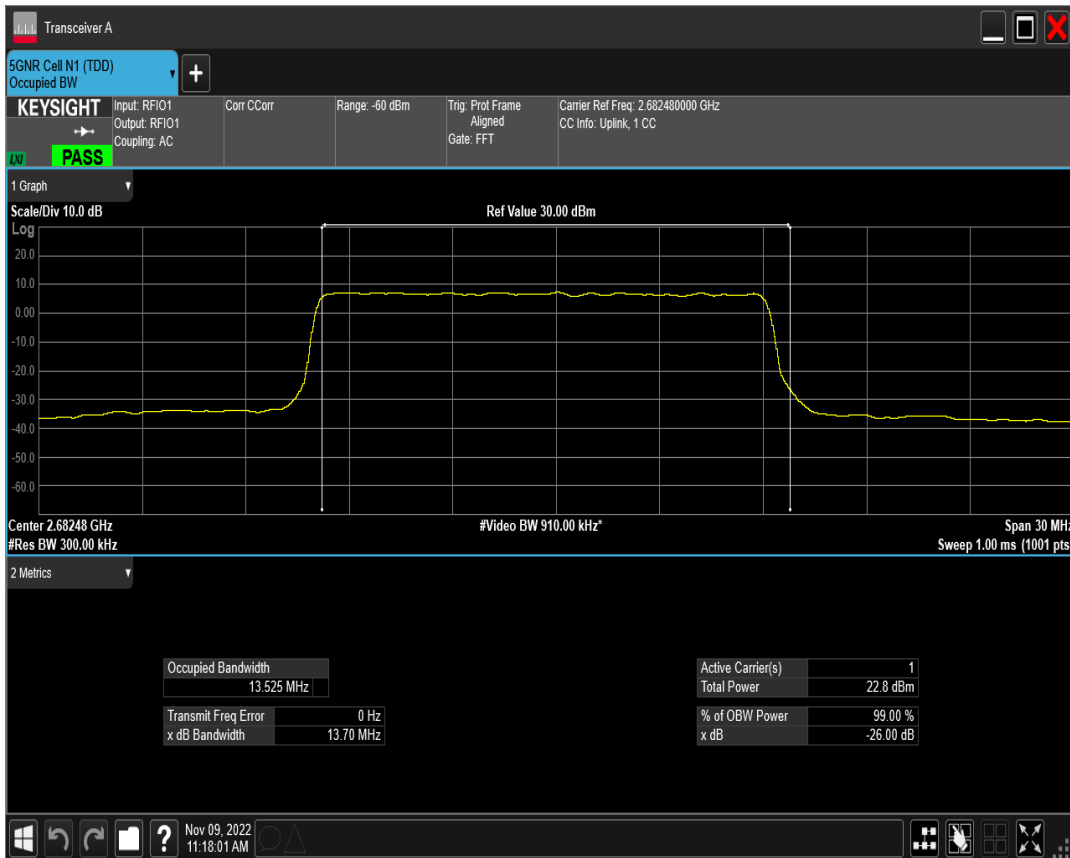 Transceiver A
5GNR Cell N1 (TDD)
Occupied BW
+
KEYSIGHT
LXI
PASS
Input: RFIO1
Output: RFIO1
Coupling: AC
Corr CCorr
Range: -60 dBm
Trig: Prot Frame
Aligned
Gate: FFT
Carrier Ref Freq: 2.682480000 GHz
CC Info: Uplink, 1 CC
1 Graph
Scale/Div 10.0 dB
Ref Value 30.00 dBm
Log
20.0
10.0
0.00
-10.0
-20.0
-30.0
-40.0
-50.0
-60.0
Center 2.68248 GHz
#Video BW 910.00 kHz*
Span 30 MHz
#Res BW 300.00 kHz
Sweep 1.00 ms (1001 pts
2 Metrics
Occupied Bandwidth
13.525 MHz
Transmit Freq Error 0 Hz
x dB Bandwidth 13.70 MHz
Active Carrier(s) 1
Total Power 22.8 dBm
% of OBW Power 99.00 %
x dB -26.00 dB
?
Nov 09, 2022
11:18:01 AM